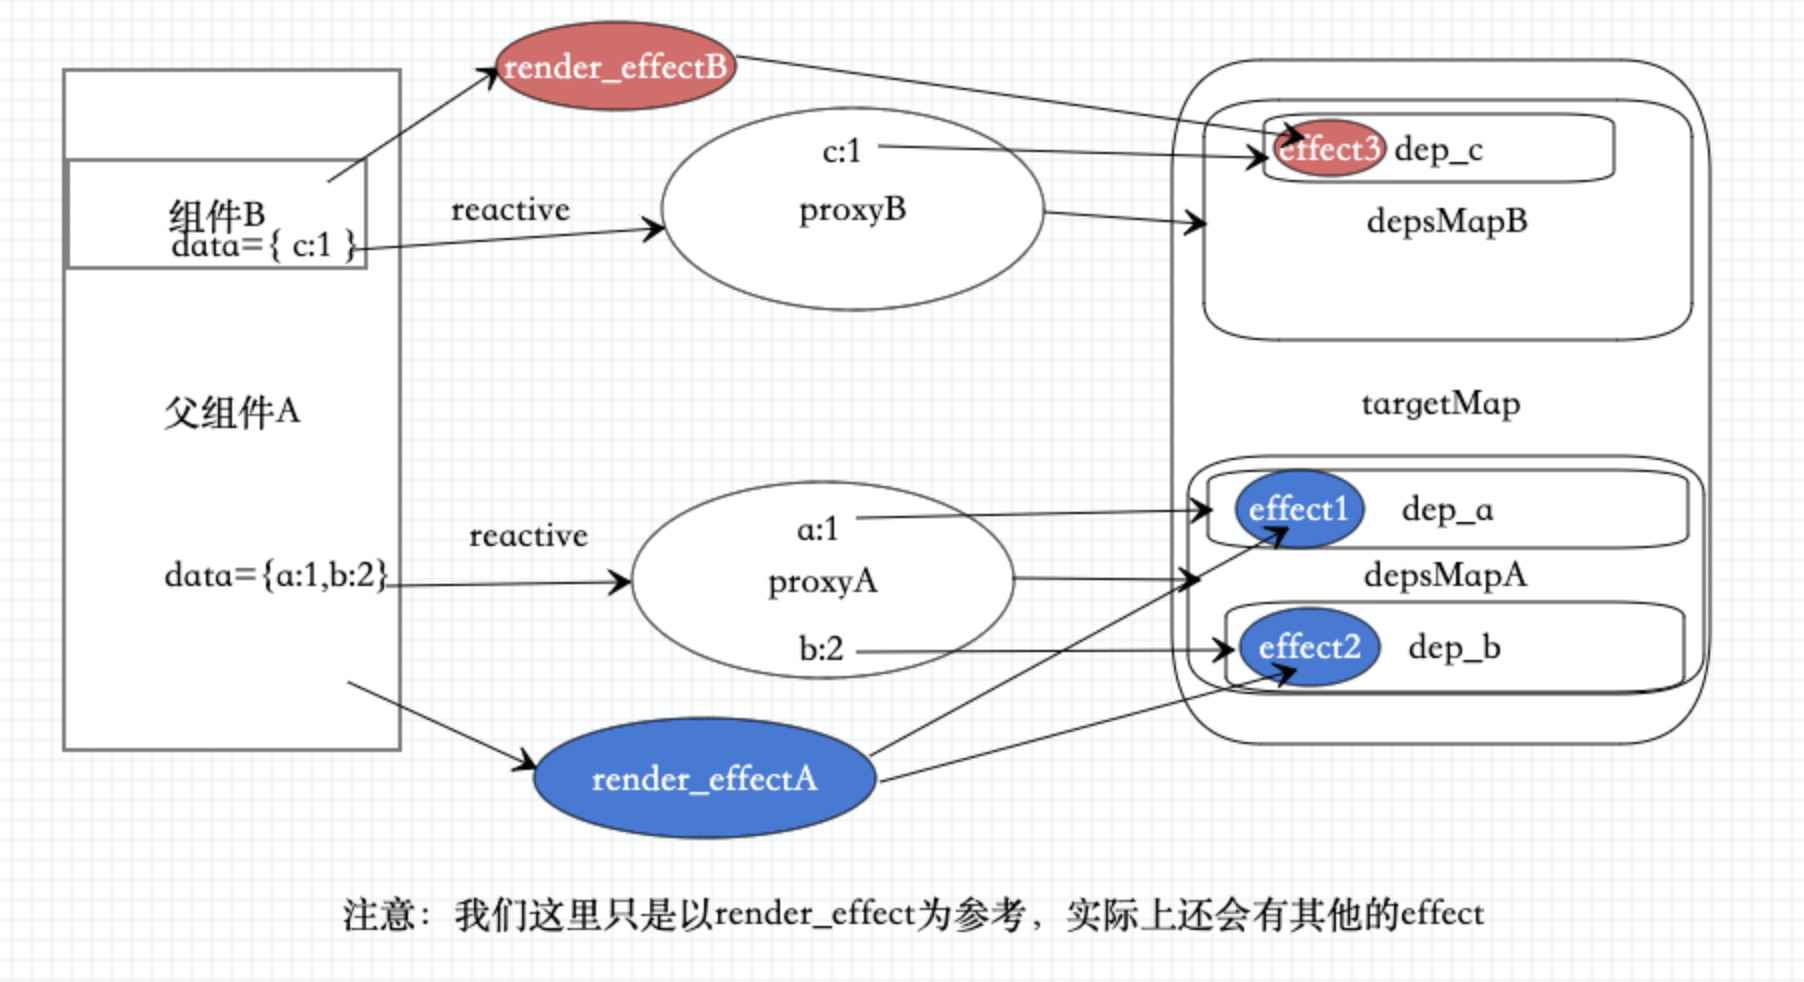 render_effectB
组件B
data={ c:1 }
reactive
c:1
proxyB
effect3 dep_c
depsMapB
父组件A
targetMap
data={a:1,b:2}
reactive
a:1
proxyA
b:2
effect1 dep_a
depsMapA
effect2 dep_b
render_effectA
注意：我们这里只是以render_effect为参考，实际上还会有其他的effect